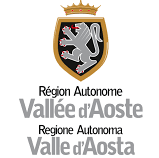 Région Autonome
Vallée d'Aoste
Regione Autonoma
Valle d'Aosta